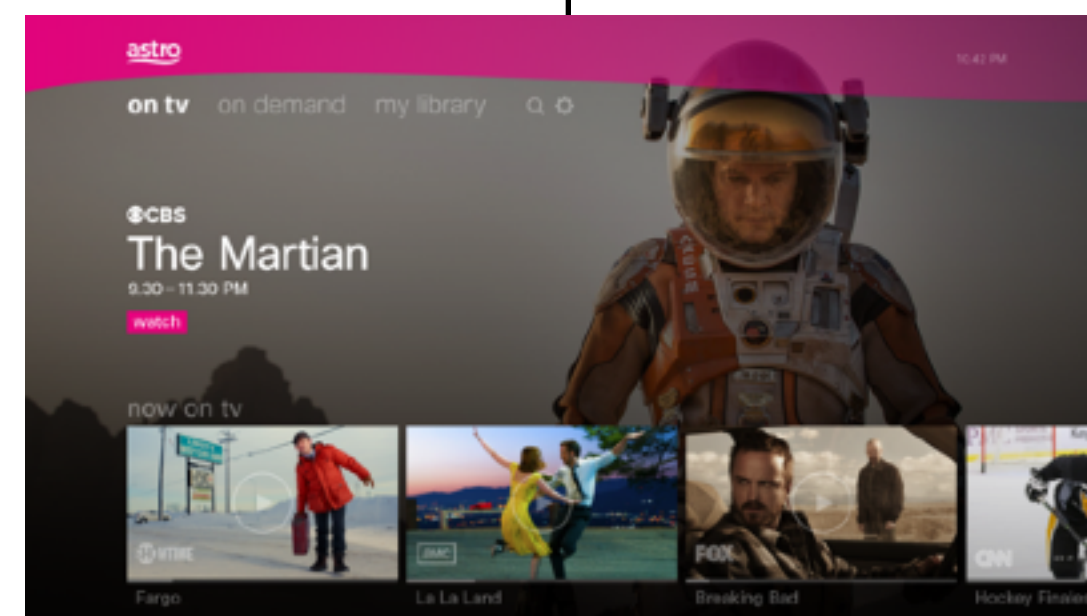 astro
10:42 PM
on tv on demand my library
CBS
The Martian
9.30–11.30 PM
watch
now on tv
SHOWTIME
AMC
FOX
CNN
Fargo
La La Land
Breaking Bad
Hockey